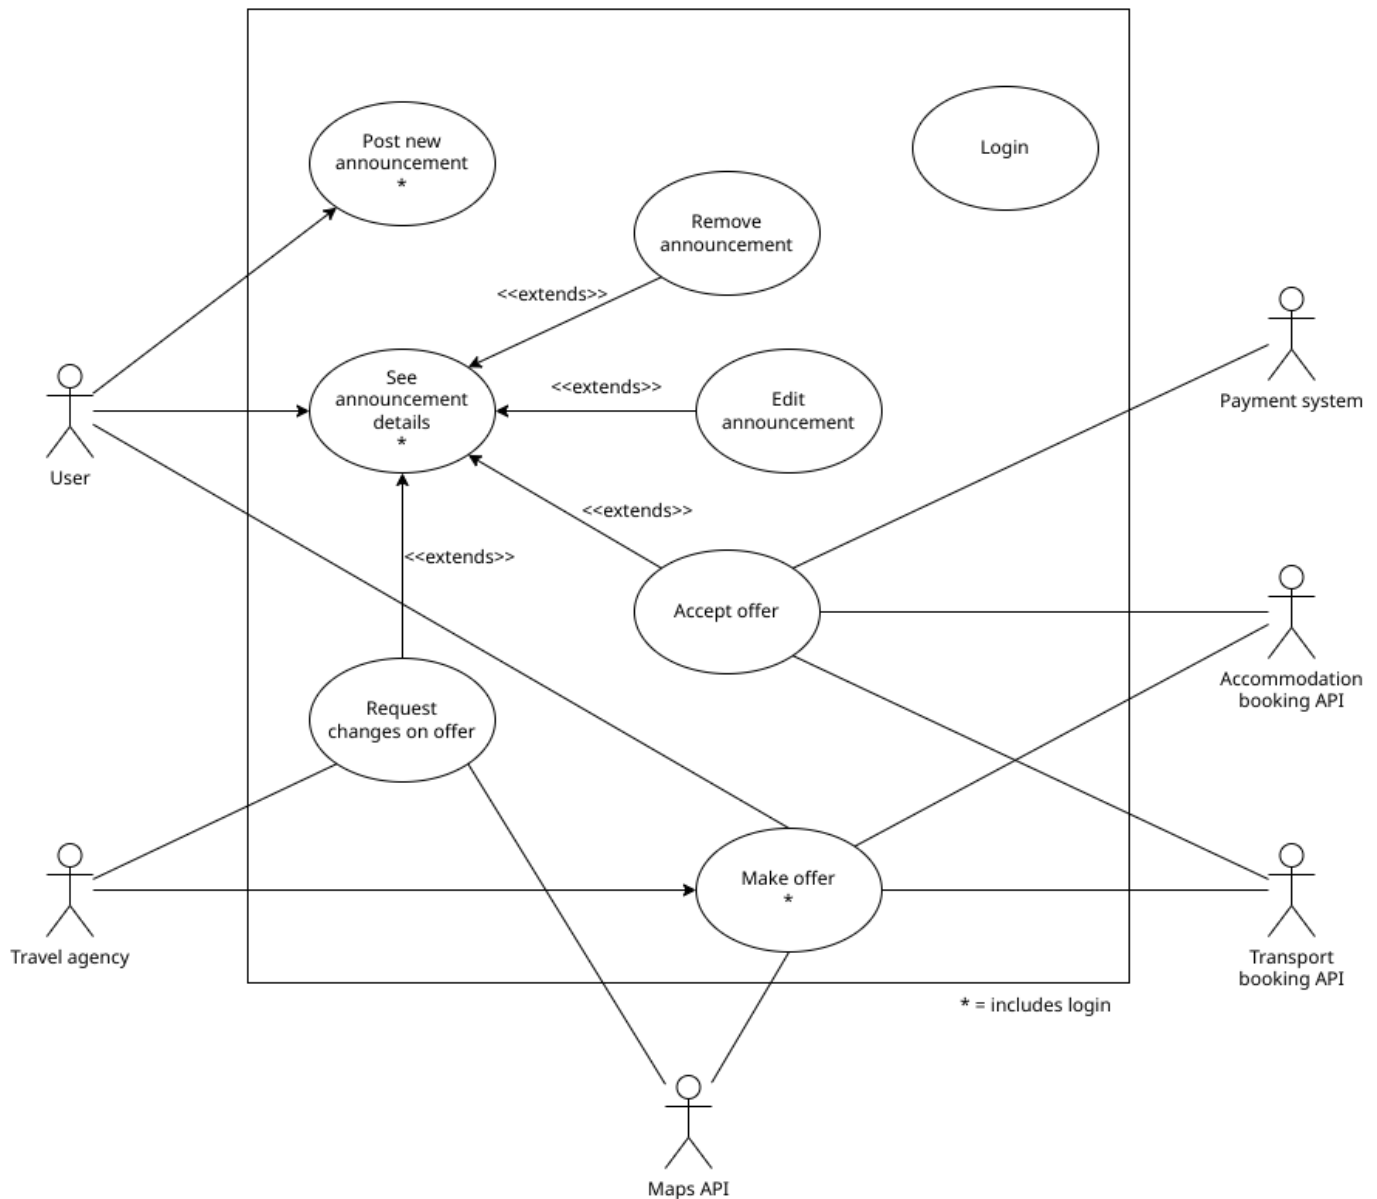 Post new
announcement
*
Login
Remove
announcement
<<extends>>
See
announcement
details
*
<<extends>>
Edit
announcement
Payment system
User
<<extends>>
<<extends>>
Accept offer
Accommodation
booking API
Request
changes on offer
Make offer
*
Travel agency
Transport
booking API
* = includes login
Maps API